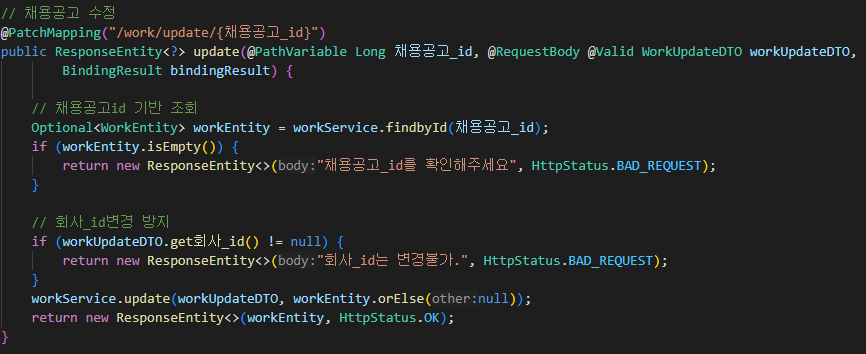 // 채용공고 수정
@PatchMapping("/work/update/{채용공고_id}")
public ResponseEntity<?> update(@PathVariable Long 채용공고_id, @RequestBody @Valid WorkUpdateDTO workUpdateDTO,
        BindingResult bindingResult) {

    // 채용공고id 기반 조회
    Optional<WorkEntity> workEntity = workService.findbyId(채용공고_id);
    if (workEntity.isEmpty()) {
        return new ResponseEntity<>(body:"채용공고_id를 확인해주세요", HttpStatus.BAD_REQUEST);
    }

    // 회사_id변경 방지
    if (workUpdateDTO.get회사_id() != null) {
        return new ResponseEntity<>(body:"회사_id는 변경불가.", HttpStatus.BAD_REQUEST);
    }
    workService.update(workUpdateDTO, workEntity.orElse(other:null));
    return new ResponseEntity<>(workEntity, HttpStatus.OK);
}